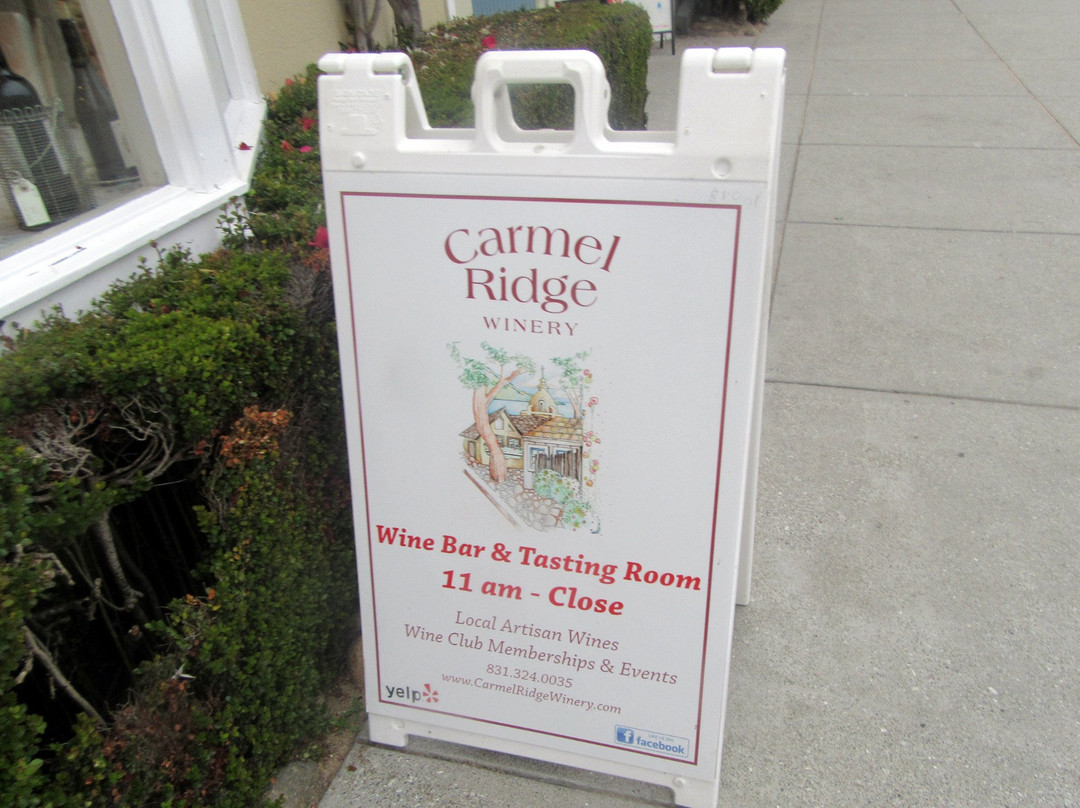 Carmel
Ridge
WINERY
Wine Bar & Tasting Room
11 am - Close
Local Artisan Wines
Wine Club Memberships & Events
831.324.0035
www.CarmelRidgeWinery.com
yelp
facebook